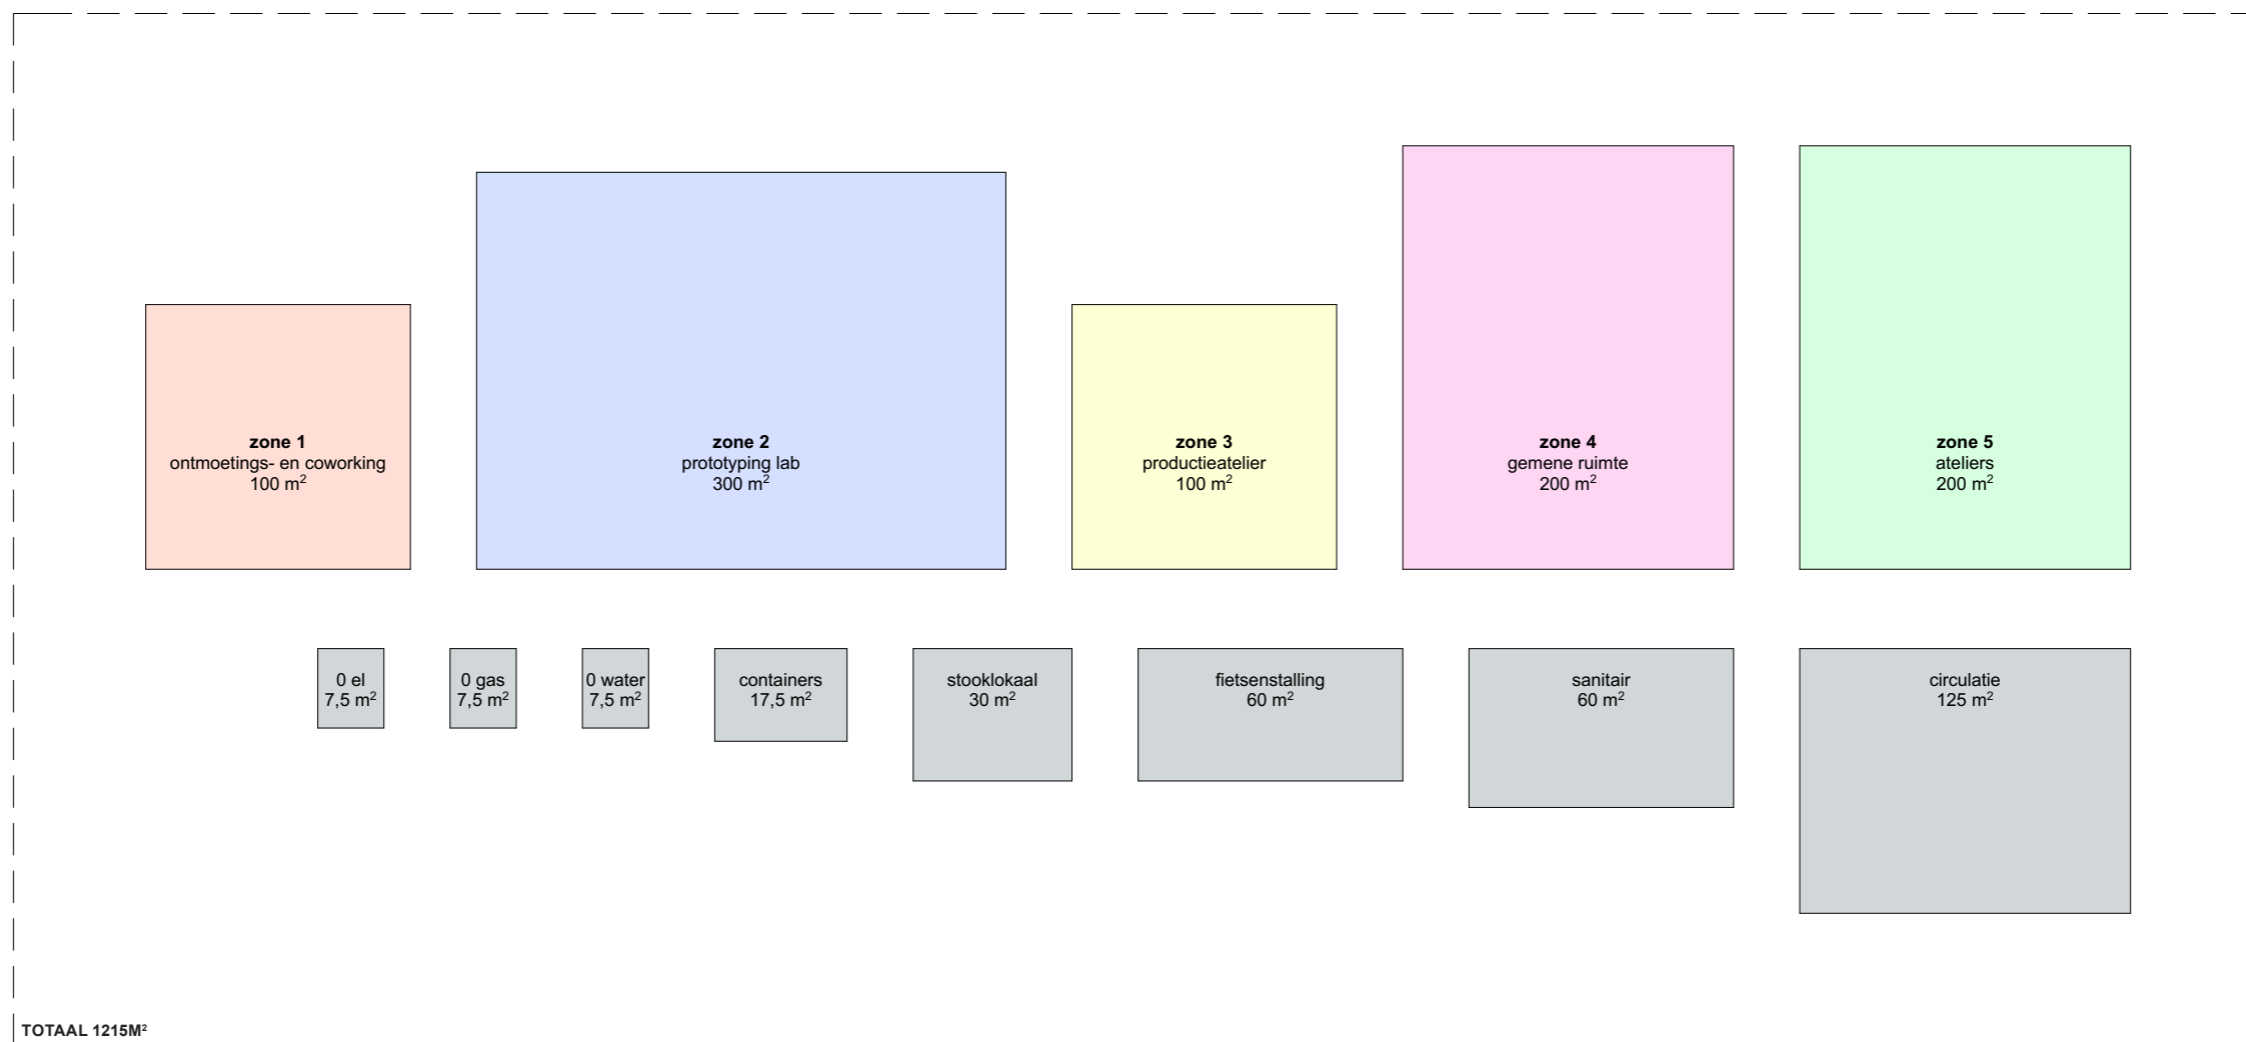 zone 1
ontmoetings- en coworking
100 m²
zone 2
prototyping lab
300 m²
zone 3
productieatelier
100 m²
zone 4
gemene ruimte
200 m²
zone 5
ateliers
200 m²
0 el
7,5 m²
0 gas
7,5 m²
0 water
7,5 m²
containers
17,5 m²
stooklokaal
30 m²
fietsenstalling
60 m²
sanitair
60 m²
circulatie
125 m²
TOTAAL 1215M²